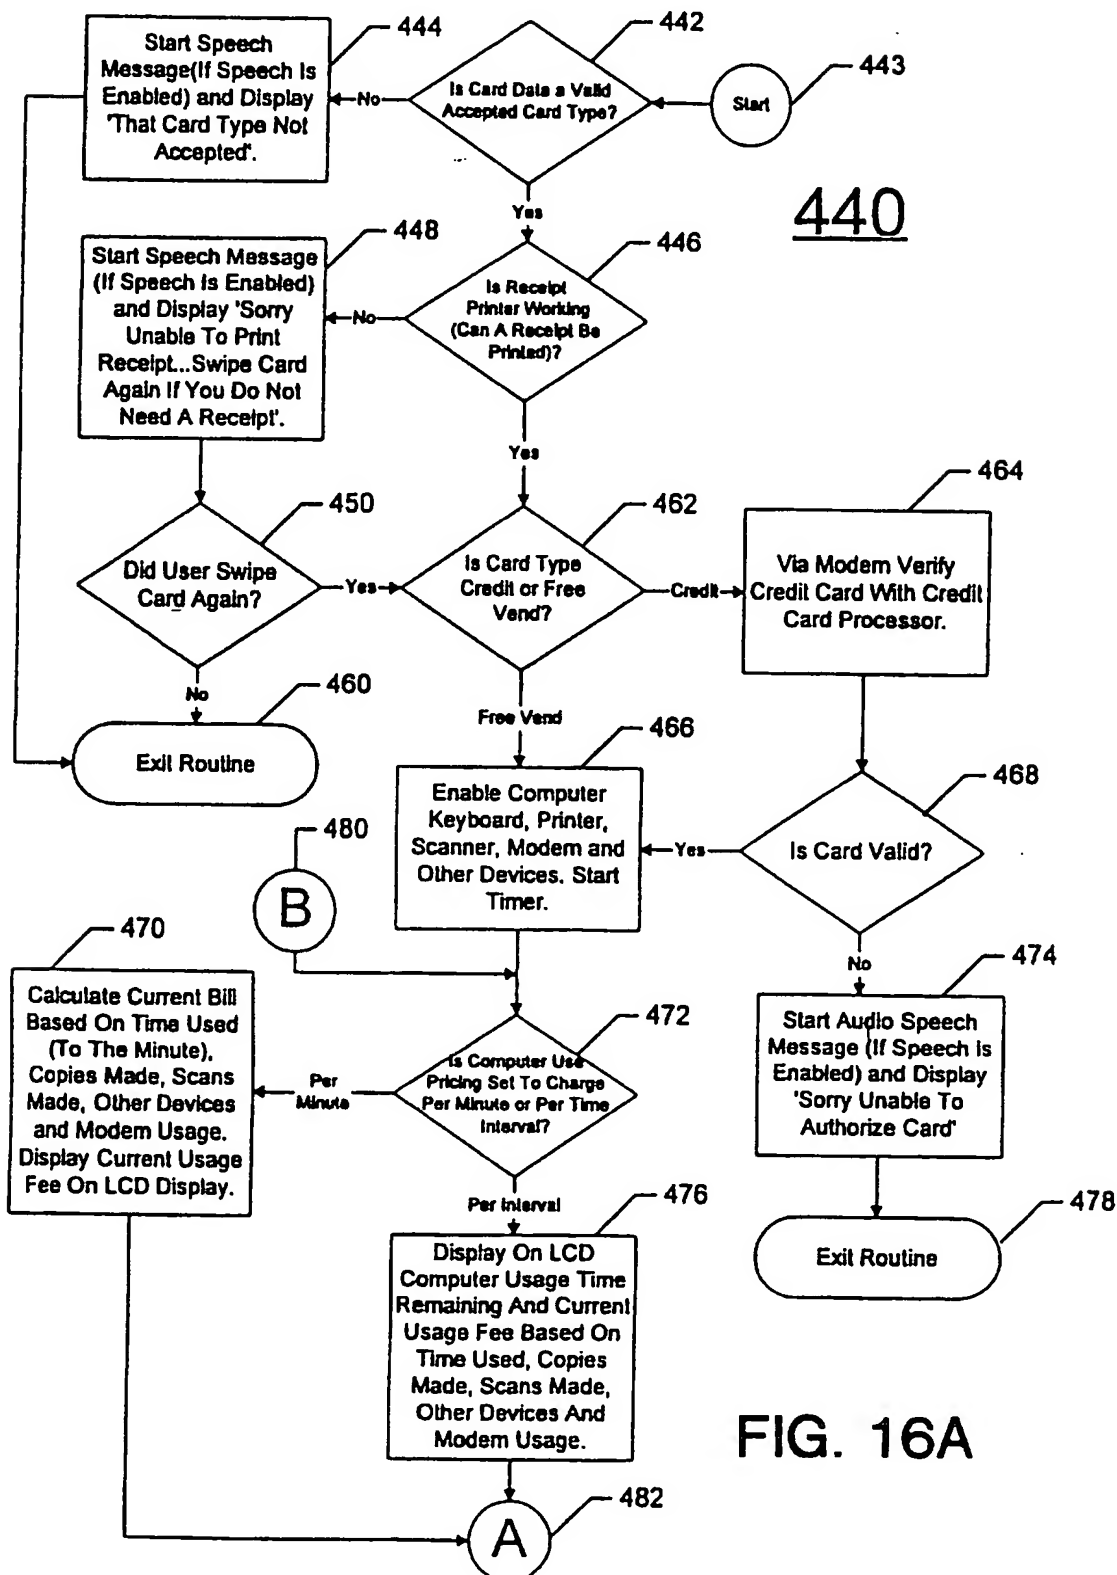 444
Start Speech
Message(If Speech Is
Enabled) and Display
'That Card Type Not
Accepted'.
No
442
Is Card Data a Valid
Accepted Card Type?
443
Start
Yes
440
448
Start Speech Message
(If Speech Is Enabled)
and Display 'Sorry
Unable To Print
Receipt...Swipe Card
Again If You Do Not
Need A Receipt'.
No
446
Is Receipt
Printer Working
(Can A Receipt Be
Printed)?
Yes
450
Did User Swipe
Card Again?
Yes
462
Is Card Type
Credit or Free
Vend?
Credit
464
Via Modem Verify
Credit Card With Credit
Card Processor.
No
460
Exit Routine
Free Vend
466
Enable Computer
Keyboard, Printer,
Scanner, Modem and
Other Devices. Start
Timer.
Yes
468
Is Card Valid?
480
B
No
470
Calculate Current Bill
Based On Time Used
(To The Minute),
Copies Made, Scans
Made, Other Devices
and Modem Usage.
Display Current Usage
Fee On LCD Display.
Per
Minute
472
Is Computer Use
Pricing Set To Charge
Per Minute or Per Time
Interval?
474
Start Audio Speech
Message (If Speech is
Enabled) and Display
'Sorry Unable To
Authorize Card'
Per Interval
476
Display On LCD
Computer Usage Time
Remaining And Current
Usage Fee Based On
Time Used, Copies
Made, Scans Made,
Other Devices And
Modem Usage.
478
Exit Routine
FIG. 16A
482
A